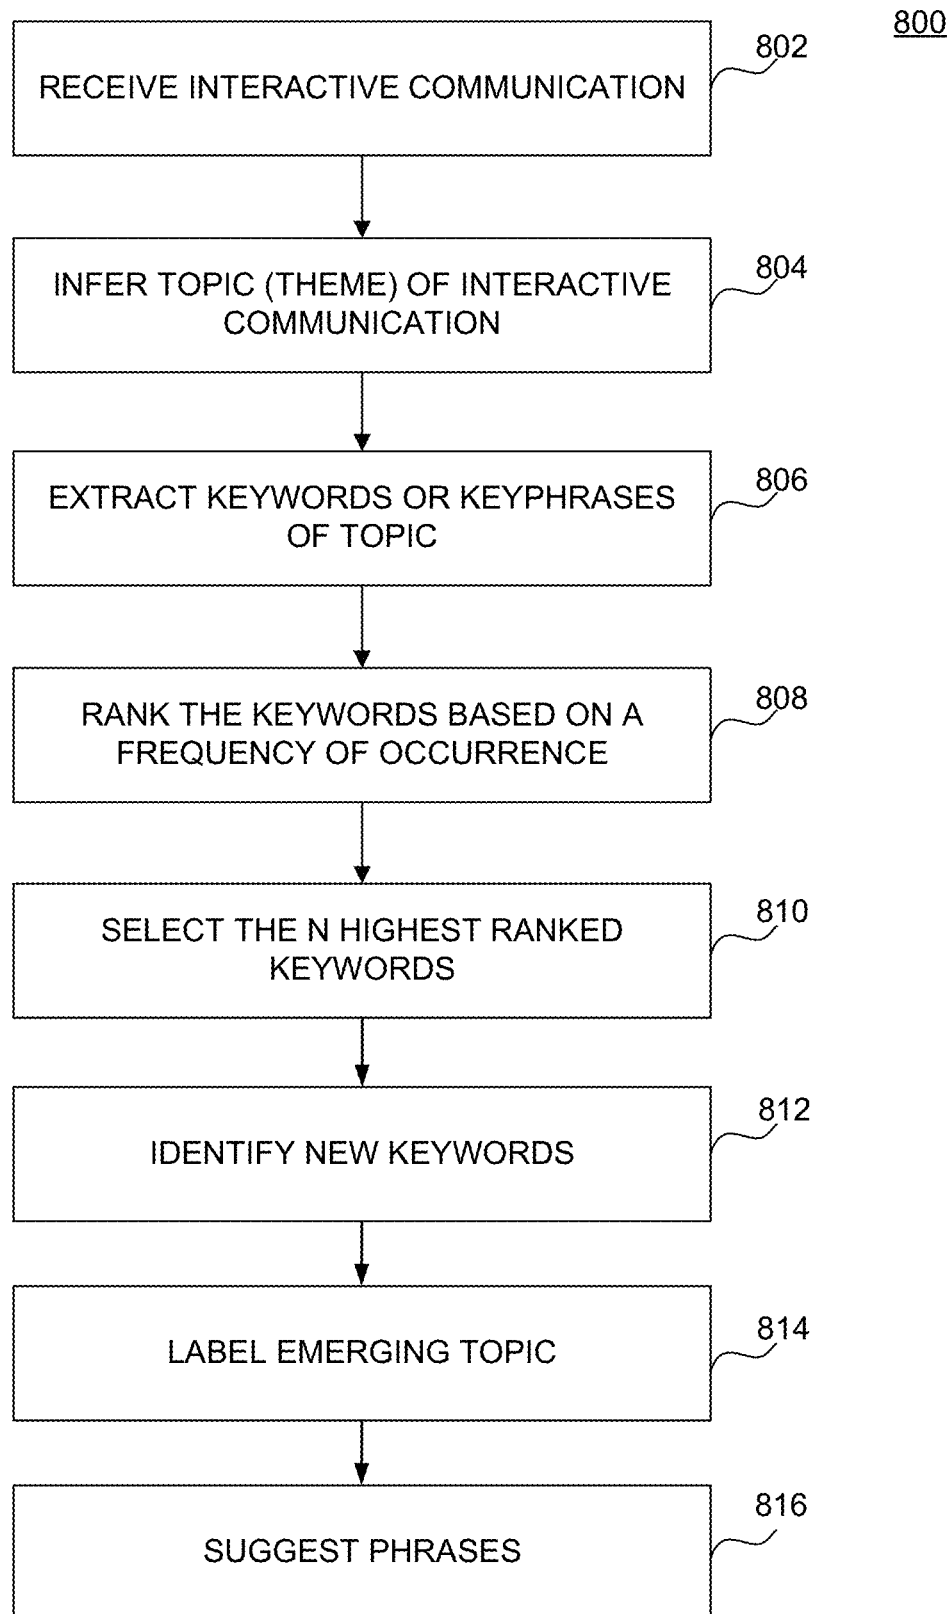 800
802
RECEIVE INTERACTIVE COMMUNICATION
804
INFER TOPIC (THEME) OF INTERACTIVE
COMMUNICATION
806
EXTRACT KEYWORDS OR KEYPHRASES
OF TOPIC
808
RANK THE KEYWORDS BASED ON A
FREQUENCY OF OCCURRENCE
810
SELECT THE N HIGHEST RANKED
KEYWORDS
812
IDENTIFY NEW KEYWORDS
814
LABEL EMERGING TOPIC
816
SUGGEST PHRASES